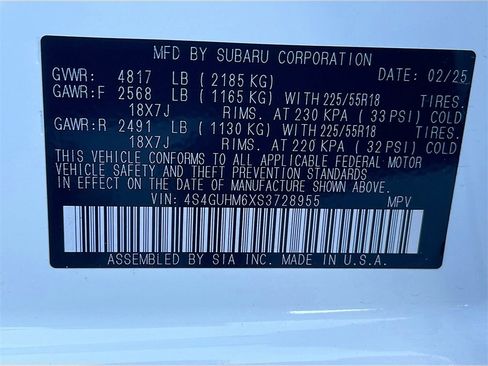 MFD BY SUBARU CORPORATION
GVWR: 4817 LB (2185 KG) DATE: 02/25
GAWR:F 2568 LB (1165 KG) WITH 225/55R18 TIRES.
18X7J RIMS. AT 230 KPA (33 PSI) COLD
GAWR:R 2491 LB (1130 KG) WITH 225/55R18 TIRES.
18X7J RIMS. AT 220 KPA (32 PSI) COLD
THIS VEHICLE CONFORMS TO ALL APPLICABLE FEDERAL MOTOR
VEHICLE SAFETY AND THEFT PREVENTION STANDARDS
IN EFFECT ON THE DATE OF MANUFACTURE SHOWN ABOVE.
VIN: 4S4GUHM6XS3728955 MPV
ASSEMBLED BY SIA INC. MADE IN U.S.A.